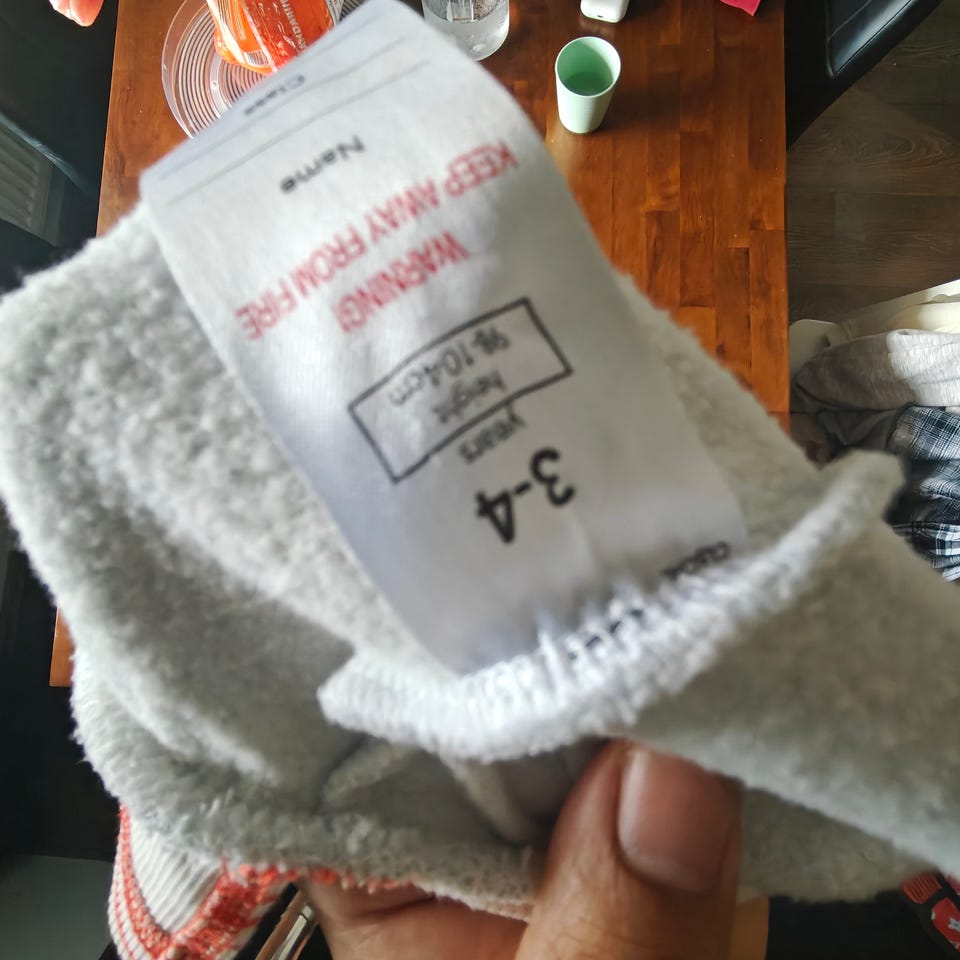 3-4
years
height
98-104cm
WARNING!
KEEP AWAY FROM FIRE
Name
Class